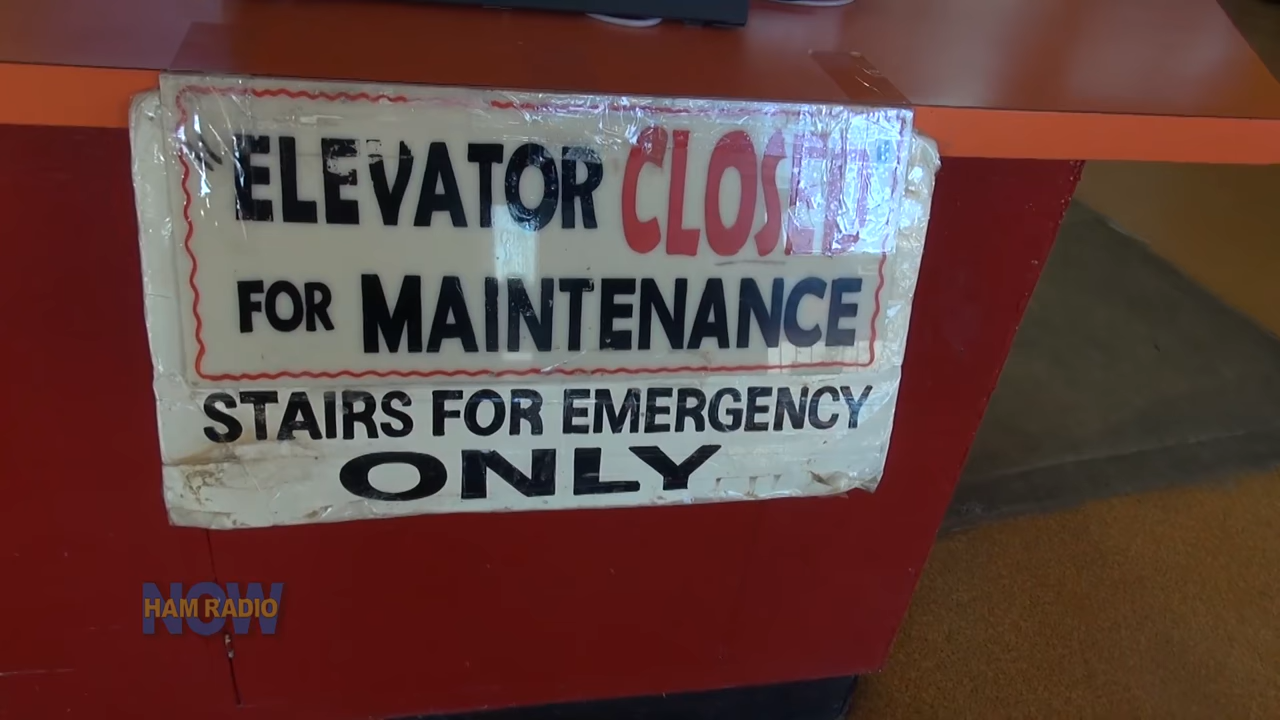 ELEVATOR CLOSED
FOR MAINTENANCE
STAIRS FOR EMERGENCY
ONLY
NOW
HAM RADIO